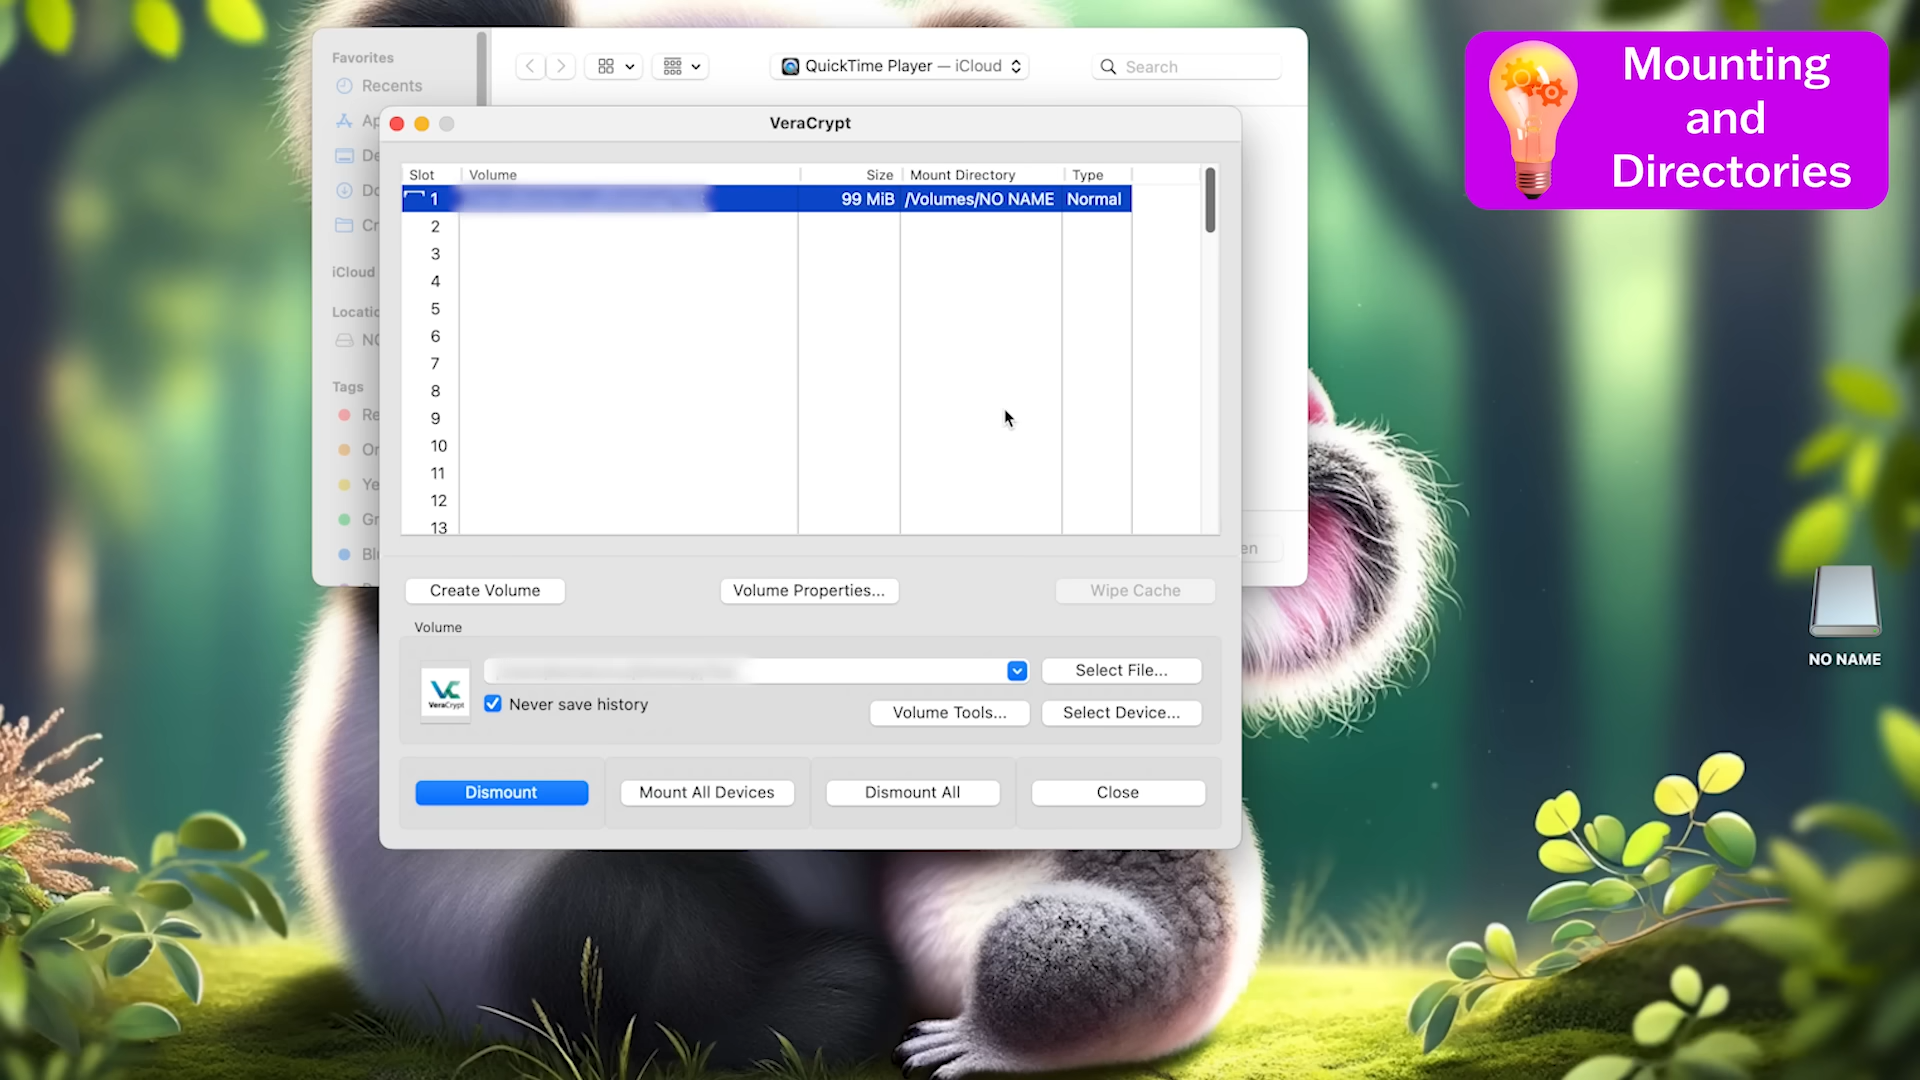 Favorites
Recents
QuickTime Player — iCloud
Search
Mounting
and
Directories
VeraCrypt
Slot
Volume
Size
Mount Directory
Type
1
99 MiB
/Volumes/NO NAME
Normal
2
3
4
5
6
7
8
9
10
11
12
13
iCloud
Tags
Create Volume
Volume Properties...
Wipe Cache
Volume
VeraCrypt
Select File...
Never save history
Volume Tools...
Select Device...
Dismount
Mount All Devices
Dismount All
Close
NO NAME